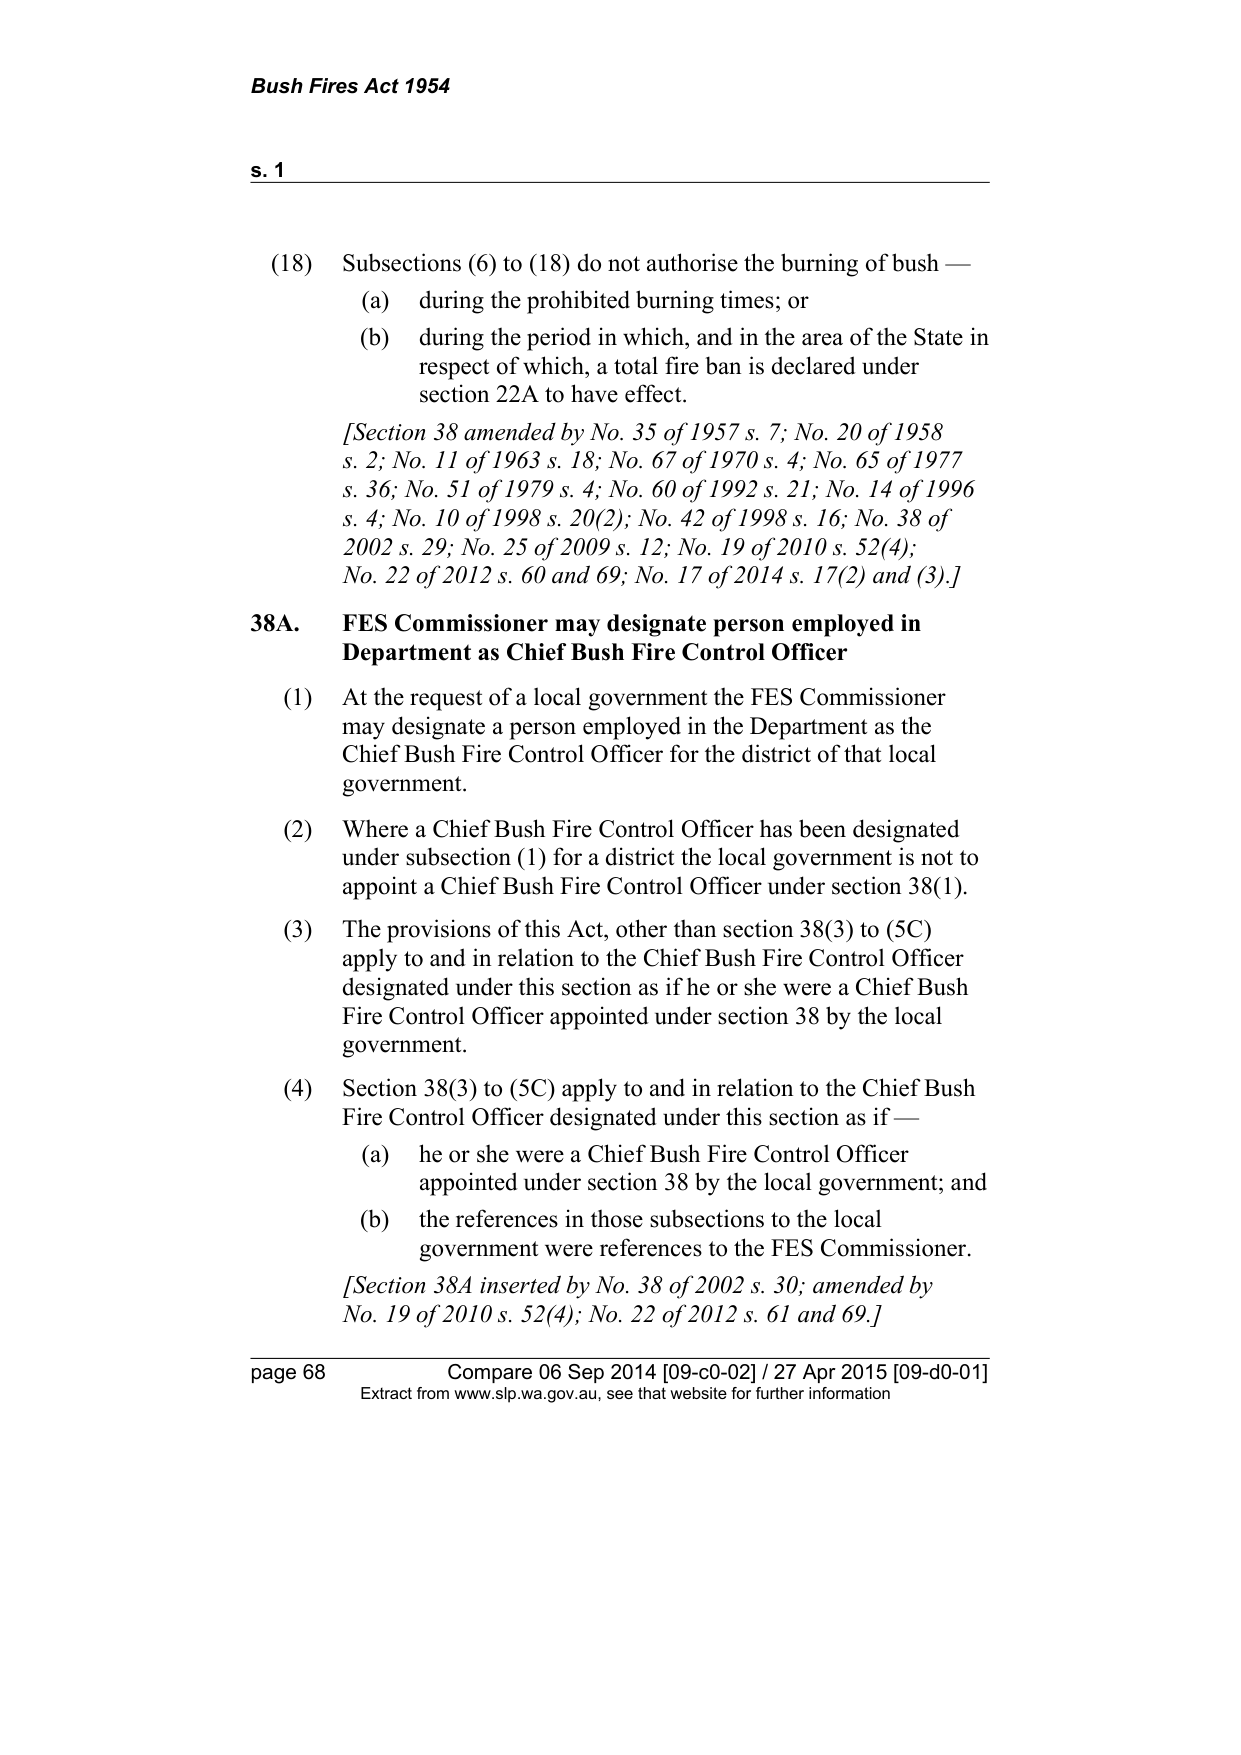 Bush Fires Act 1954
s. 1
(18) Subsections (6) to (18) do not authorise the burning of bush —
(a) during the prohibited burning times; or
(b) during the period in which, and in the area of the State in
respect of which, a total fire ban is declared under
section 22A to have effect.
[Section 38 amended by No. 35 of 1957 s. 7; No. 20 of 1958
s. 2; No. 11 of 1963 s. 18; No. 67 of 1970 s. 4; No. 65 of 1977
s. 36; No. 51 of 1979 s. 4; No. 60 of 1992 s. 21; No. 14 of 1996
s. 4; No. 10 of 1998 s. 20(2); No. 42 of 1998 s. 16; No. 38 of
2002 s. 29; No. 25 of 2009 s. 12; No. 19 of 2010 s. 52(4);
No. 22 of 2012 s. 60 and 69; No. 17 of 2014 s. 17(2) and (3).]
38A. FES Commissioner may designate person employed in
Department as Chief Bush Fire Control Officer
(1) At the request of a local government the FES Commissioner
may designate a person employed in the Department as the
Chief Bush Fire Control Officer for the district of that local
government.
(2) Where a Chief Bush Fire Control Officer has been designated
under subsection (1) for a district the local government is not to
appoint a Chief Bush Fire Control Officer under section 38(1).
(3) The provisions of this Act, other than section 38(3) to (5C)
apply to and in relation to the Chief Bush Fire Control Officer
designated under this section as if he or she were a Chief Bush
Fire Control Officer appointed under section 38 by the local
government.
(4) Section 38(3) to (5C) apply to and in relation to the Chief Bush
Fire Control Officer designated under this section as if —
(a) he or she were a Chief Bush Fire Control Officer
appointed under section 38 by the local government; and
(b) the references in those subsections to the local
government were references to the FES Commissioner.
[Section 38A inserted by No. 38 of 2002 s. 30; amended by
No. 19 of 2010 s. 52(4); No. 22 of 2012 s. 61 and 69.]
page 68 Compare 06 Sep 2014 [09-c0-02] / 27 Apr 2015 [09-d0-01]
Extract from www.slp.wa.gov.au, see that website for further information